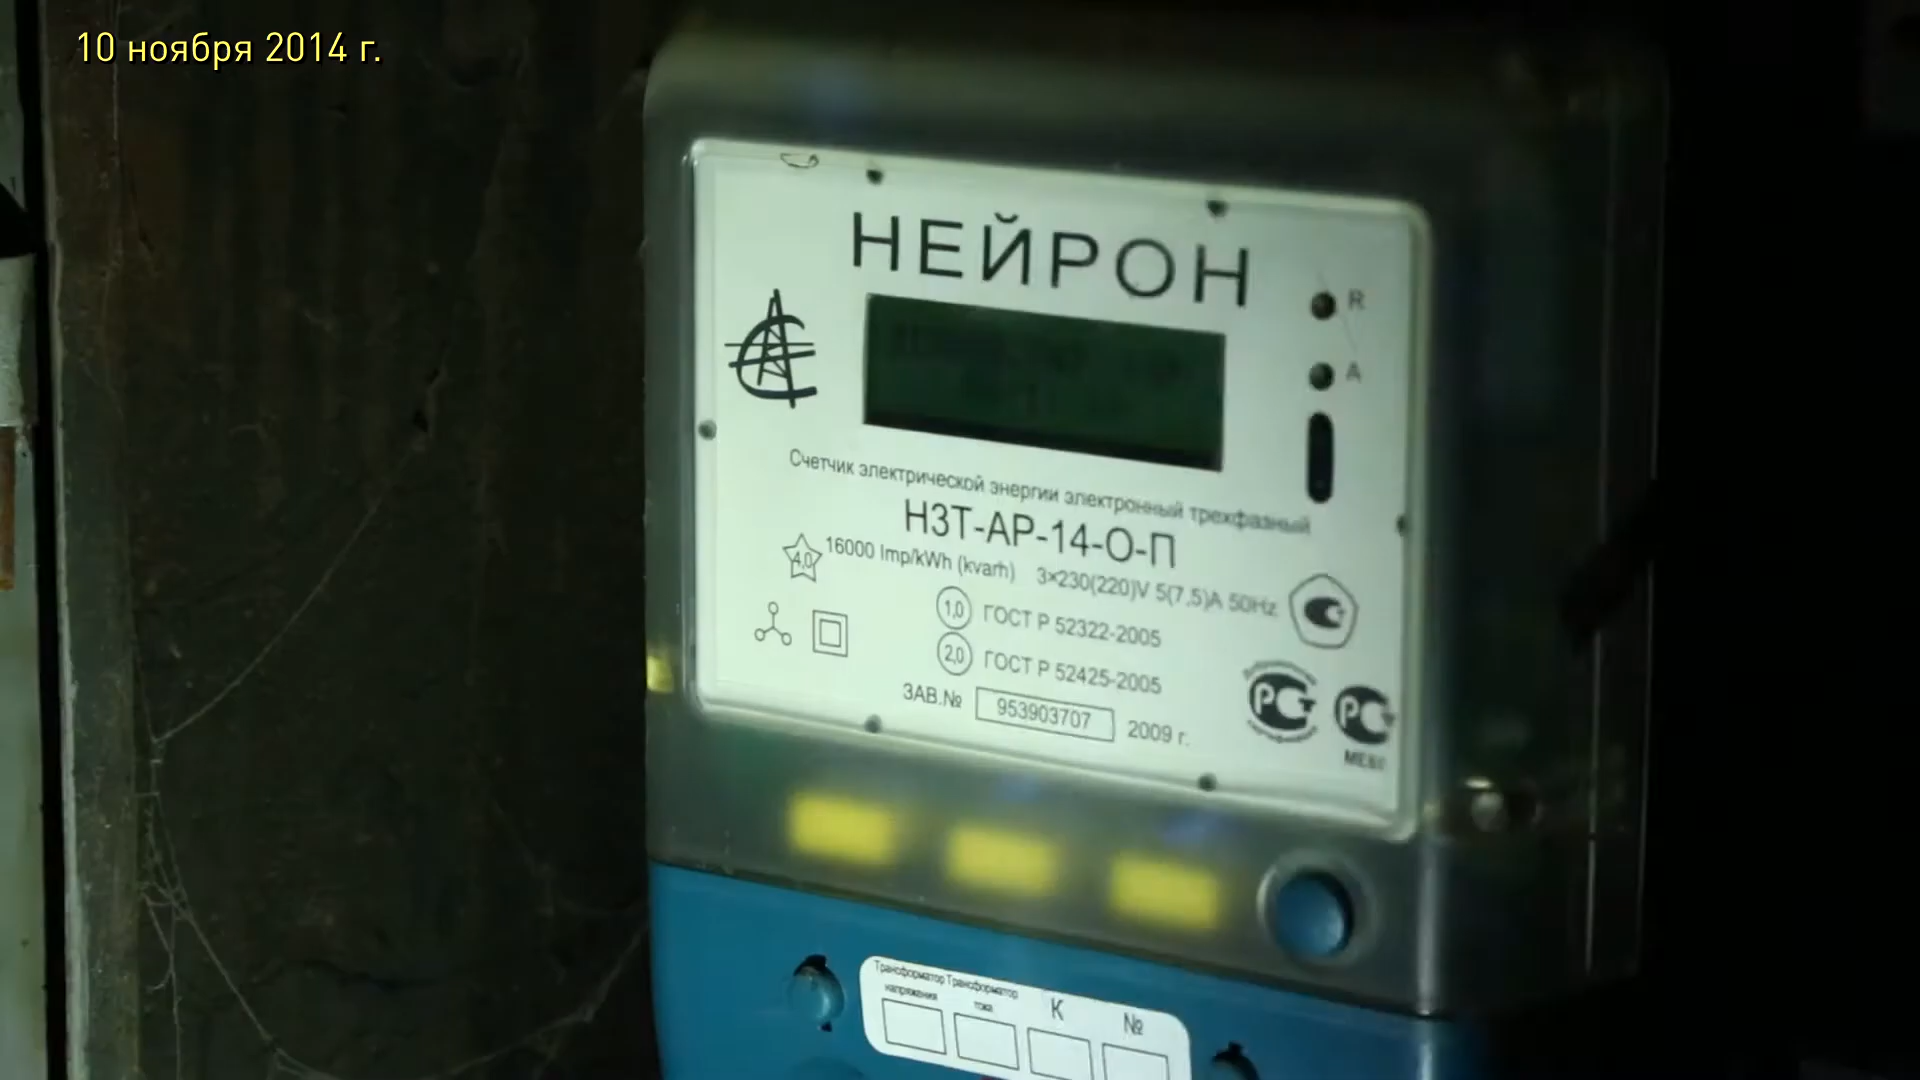 10 ноября 2014 г.
НЕЙРОН
R
A
Счетчик электрической энергии электронный трехфазный
НЗТ-АР-14-О-П
4,0 16000 Imp/kWh (kvarh) 3×230(220)V 5(7,5)A 50Hz
1,0 ГОСТ Р 52322-2005
2,0 ГОСТ Р 52425-2005
ЗАВ.№ 953903707 2009 г.
РСТ
РСТ
Трансформатор напряжения
Трансформатор тока
К
№